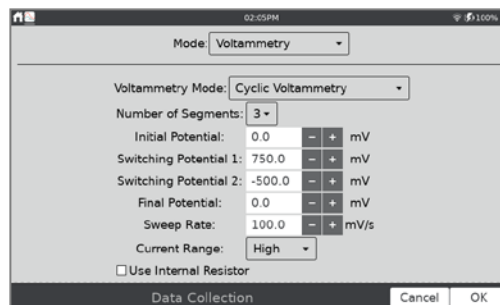 02:05PM 100%
Mode: Voltammetry
Voltammetry Mode: Cyclic Voltammetry
Number of Segments: 3
Initial Potential: 0.0 - + mV
Switching Potential 1: 750.0 - + mV
Switching Potential 2: -500.0 - + mV
Final Potential: 0.0 - + mV
Sweep Rate: 100.0 - + mV/s
Current Range: High
Use Internal Resistor
Data Collection Cancel OK